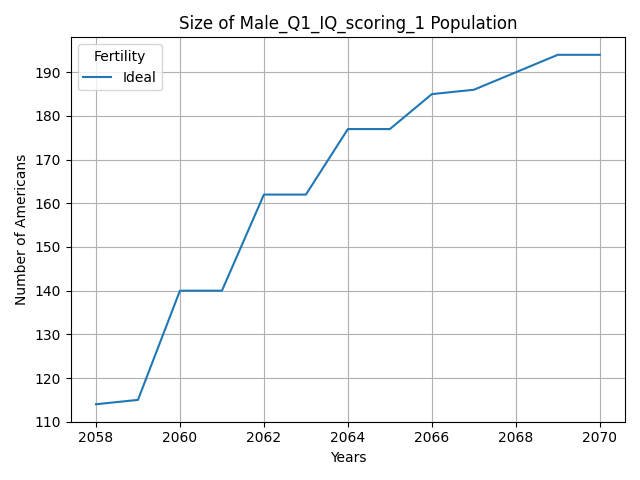 Size of Male_Q1_IQ_scoring_1 Population
Fertility
Ideal
Number of Americans
190
180
170
160
150
140
130
120
110
2058 2060 2062 2064 2066 2068 2070
Years